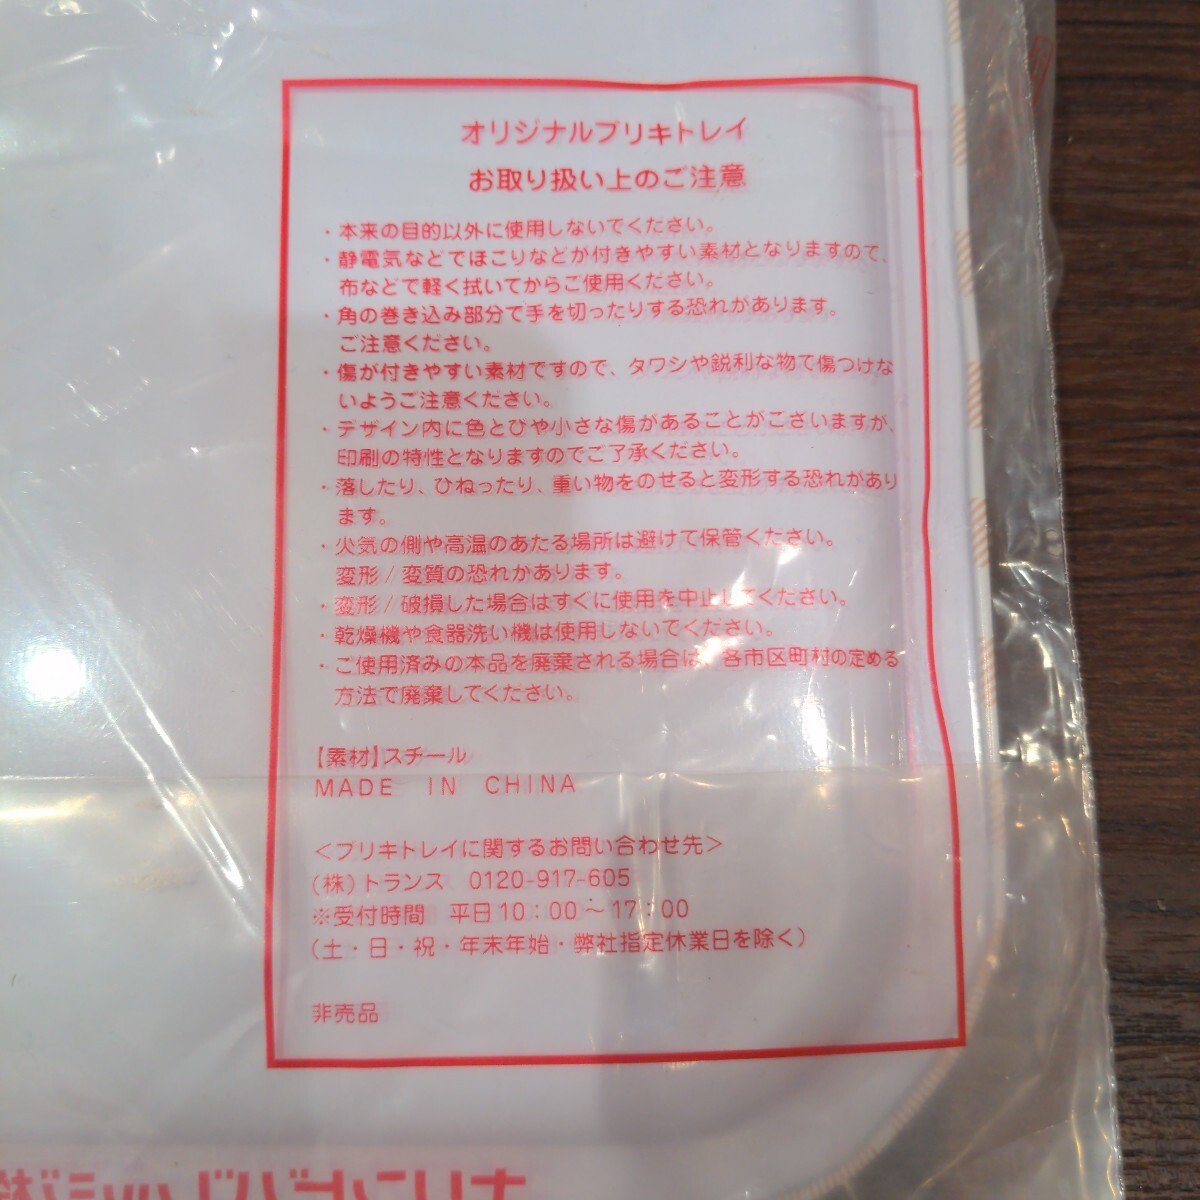 オリジナルブリキトレイ
お取り扱い上のご注意
・本来の目的以外に使用しないでください。
・静電気などでほこりなどが付きやすい素材となりますので、
布などで軽く拭いてからご使用ください。
・角の巻き込み部分で手を切ったりする恐れがあります。
ご注意ください。
・傷が付きやすい素材ですので、タワシや鋭利な物で傷つけな
いようご注意ください。
・デザイン内に色とびや小さな傷があることがございますが、
印刷の特性となりますのでご了承ください。
・落したり、ひねったり、重い物をのせると変形する恐れがあり
ます。
・火気の側や高温のあたる場所は避けて保管ください。
変形/変質の恐れがあります。
・変形/破損した場合はすぐに使用を中止してください。
・乾燥機や食器洗い機は使用しないでください。
・ご使用済みの本品を廃棄される場合は、各市区町村の定める
方法で廃棄してください。
【素材】スチール
MADE IN CHINA
＜ブリキトレイに関するお問い合わせ先＞
(株)トランス 0120-917-605
※受付時間 平日10:00～17:00
(土・日・祝・年末年始・弊社指定休業日を除く)
非売品